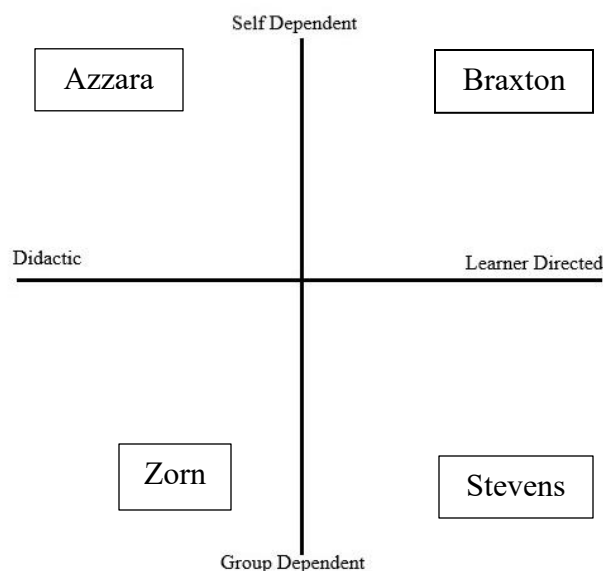 Self Dependent
Azzara
Braxton
Didactic
Learner Directed
Zorn
Stevens
Group Dependent